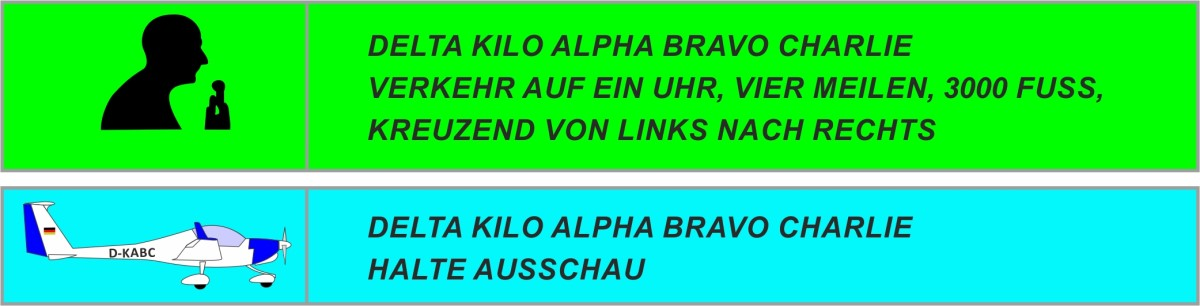 DELTA KILO ALPHA BRAVO CHARLIE
VERKEHR AUF EIN UHR, VIER MEILEN, 3000 FUSS,
KREUZEND VON LINKS NACH RECHTS
D-KABC
DELTA KILO ALPHA BRAVO CHARLIE
HALTE AUSSCHAU